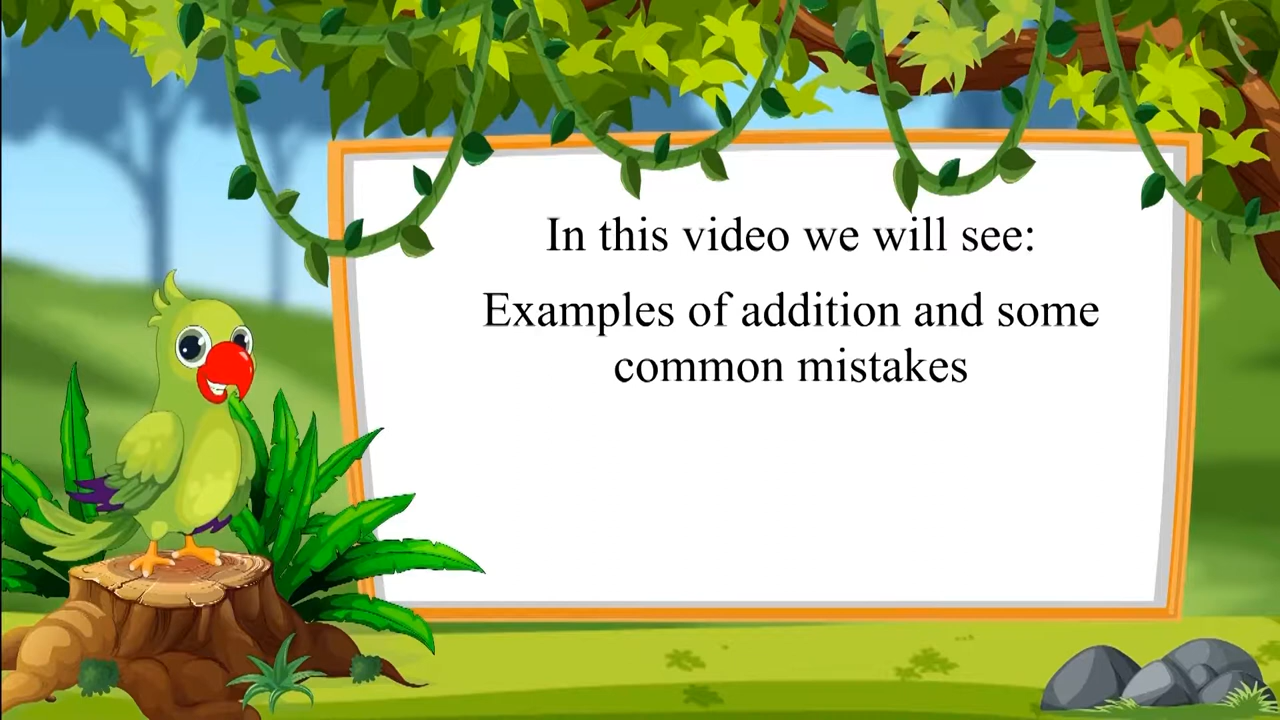 In this video we will see:
Examples of addition and some
common mistakes